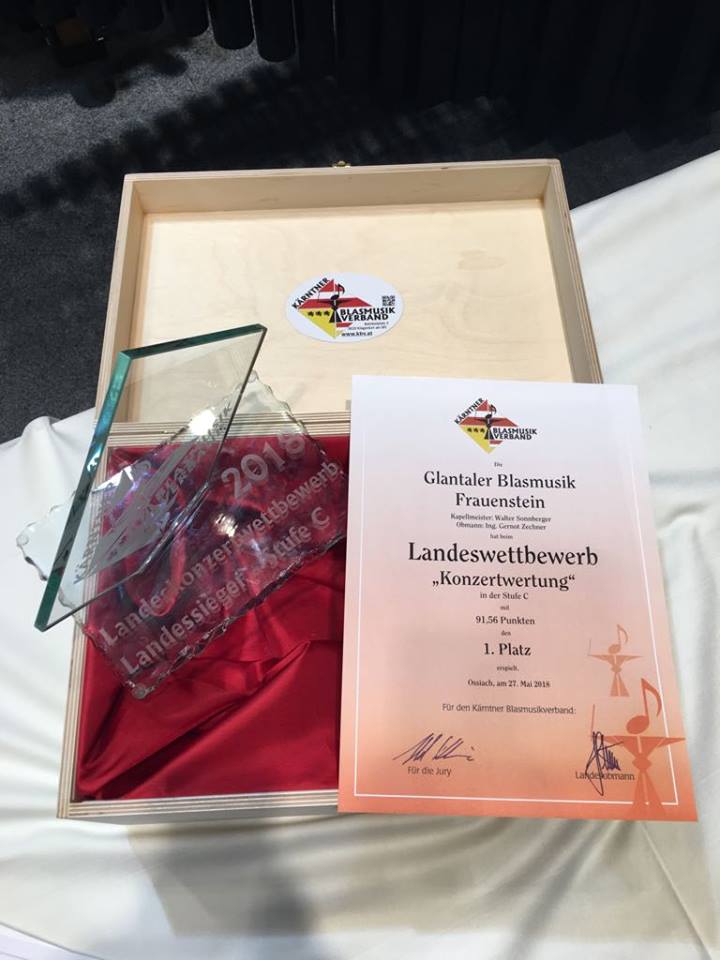 KÄRNTNER
BLASMUSIK
VERBAND
www.kbv.at
KÄRNTNER
2018
Landeskonzertwettbewerb
Landessieger - Stufe C
KÄRNTNER
BLASMUSIK
VERBAND
Die
Glantaler Blasmusik
Frauenstein
Kapellmeister: Walter Sonnberger
Obmann: Ing. Gernot Zechner
hat beim
Landeswettbewerb
„Konzertwertung“
in der Stufe C
mit
91,56 Punkten
den
1. Platz
erspielt.
Ossiach, am 27. Mai 2018
Für den Kärntner Blasmusikverband:
Für die Jury
Landesobmann